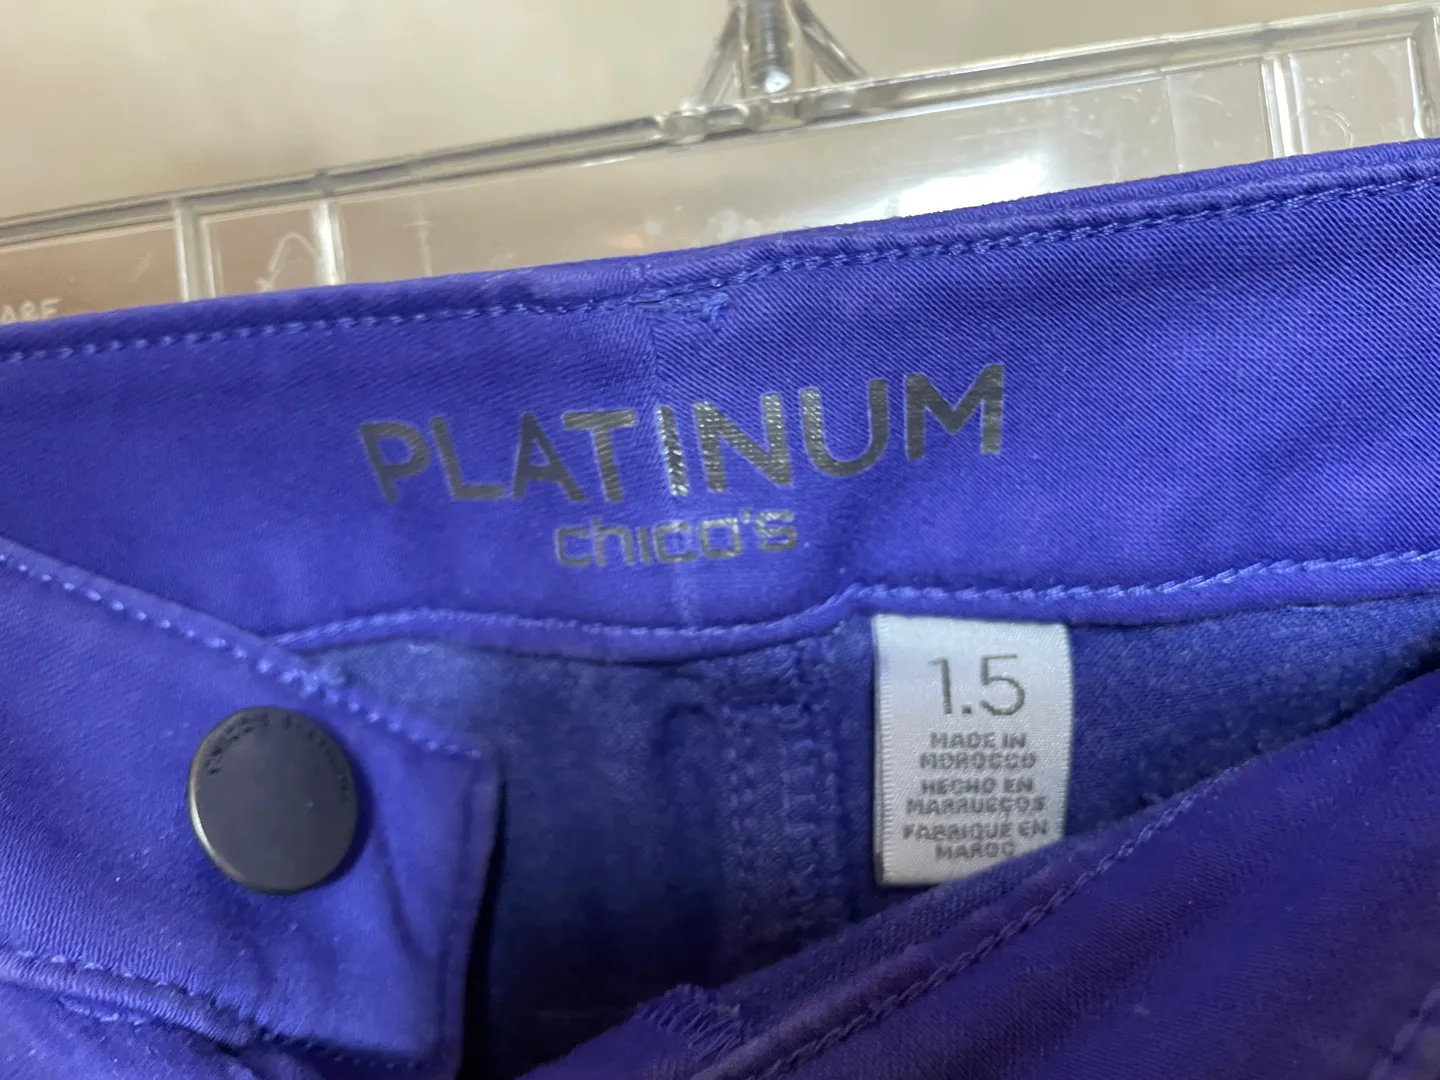 PLATINUM
chico's
1.5
MADE IN
MOROCCO
HECHO EN
MARRUECOS
FABRIQUE EN
MAROC